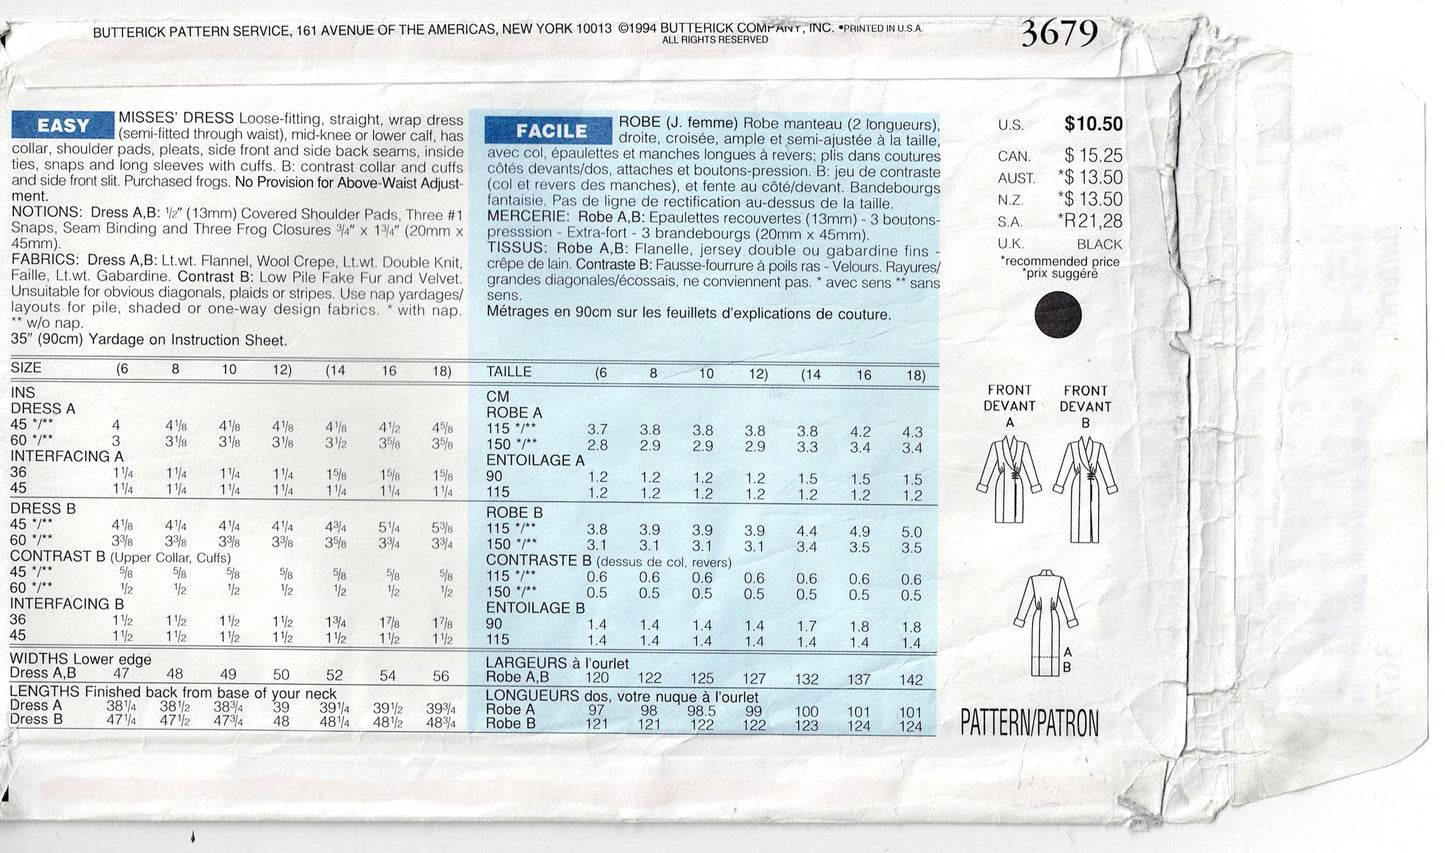 BUTTERICK PATTERN SERVICE, 161 AVENUE OF THE AMERICAS, NEW YORK 10013 ©1994 BUTTERICK COMPANY, INC. •PRINTED IN U.S.A.
ALL RIGHTS RESERVED
3679
EASY
MISSES' DRESS Loose-fitting, straight, wrap dress
(semi-fitted through waist), mid-knee or lower calf, has
collar, shoulder pads, pleats, side front and side back seams, inside
ties, snaps and long sleeves with cuffs. B: contrast collar and cuffs
and side front slit. Purchased frogs. No Provision for Above-Waist Adjust-
ment.
NOTIONS: Dress A,B: ½" (13mm) Covered Shoulder Pads, Three #1
Snaps, Seam Binding and Three Frog Closures ¾" x 1¾" (20mm x
45mm).
FABRICS: Dress A,B: Lt.wt. Flannel, Wool Crepe, Lt.wt. Double Knit,
Faille, Lt.wt. Gabardine. Contrast B: Low Pile Fake Fur and Velvet.
Unsuitable for obvious diagonals, plaids or stripes. Use nap yardages/
layouts for pile, shaded or one-way design fabrics. * with nap.
** w/o nap.
35" (90cm) Yardage on Instruction Sheet.
SIZE (6 8 10 12) (14 16 18)
INS
DRESS A
45 */** 4 4⅛ 4⅛ 4⅛ 4⅛ 4½ 4⅝
60 */** 3 3⅛ 3⅛ 3⅛ 3½ 3⅝ 3⅝
INTERFACING A
36 1¼ 1¼ 1¼ 1¼ 1⅝ 1⅝ 1⅝
45 1¼ 1¼ 1¼ 1¼ 1¼ 1¼ 1¼
DRESS B
45 */** 4⅛ 4¼ 4¼ 4¼ 4¾ 5¼ 5⅜
60 */** 3⅜ 3⅜ 3⅜ 3⅜ 3⅝ 3¾ 3¾
CONTRAST B (Upper Collar, Cuffs)
45 */** ⅝ ⅝ ⅝ ⅝ ⅝ ⅝ ⅝
60 */** ½ ½ ½ ½ ½ ½ ½
INTERFACING B
36 1½ 1½ 1½ 1½ 1¾ 1⅞ 1⅞
45 1½ 1½ 1½ 1½ 1½ 1½ 1½
WIDTHS Lower edge
Dress A,B 47 48 49 50 52 54 56
LENGTHS Finished back from base of your neck
Dress A 38¼ 38½ 38¾ 39 39¼ 39½ 39¾
Dress B 47¼ 47½ 47¾ 48 48¼ 48½ 48¾
FACILE
ROBE (J. femme) Robe manteau (2 longueurs),
droite, croisée, ample et semi-ajustée à la taille,
avec col, épaulettes et manches longues à revers; plis dans coutures
côtés devants/dos, attaches et boutons-pression. B: jeu de contraste
(col et revers des manches), et fente au côté/devant. Bandebourgs
fantaisie. Pas de ligne de rectification au-dessus de la taille.
MERCERIE: Robe A,B: Epaulettes recouvertes (13mm) - 3 boutons-
presssion - Extra-fort - 3 brandebourgs (20mm x 45mm).
TISSUS: Robe A,B: Flanelle, jersey double ou gabardine fins -
crêpe de lain. Contraste B: Fausse-fourrure à poils ras - Velours. Rayures/
grandes diagonales/écossais, ne conviennent pas. * avec sens ** sans
sens.
Métrages en 90cm sur les feuillets d'explications de couture.
TAILLE (6 8 10 12) (14 16 18)
CM
ROBE A
115 */** 3.7 3.8 3.8 3.8 3.8 4.2 4.3
150 */** 2.8 2.9 2.9 2.9 3.3 3.4 3.4
ENTOILAGE A
90 1.2 1.2 1.2 1.2 1.5 1.5 1.5
115 1.2 1.2 1.2 1.2 1.2 1.2 1.2
ROBE B
115 */** 3.8 3.9 3.9 3.9 4.4 4.9 5.0
150 */** 3.1 3.1 3.1 3.1 3.4 3.5 3.5
CONTRASTE B (dessus de col, revers)
115 */** 0.6 0.6 0.6 0.6 0.6 0.6 0.6
150 */** 0.5 0.5 0.5 0.5 0.5 0.5 0.5
ENTOILAGE B
90 1.4 1.4 1.4 1.4 1.7 1.8 1.8
115 1.4 1.4 1.4 1.4 1.4 1.4 1.4
LARGEURS à l'ourlet
Robe A,B 120 122 125 127 132 137 142
LONGUEURS dos, votre nuque à l'ourlet
Robe A 97 98 98.5 99 100 101 101
Robe B 121 121 122 122 123 124 124
U.S. $10.50
CAN. $ 15.25
AUST. *$ 13.50
N.Z. *$ 13.50
S.A. *R21,28
U.K. BLACK
*recommended price
*prix suggéré
FRONT DEVANT A
FRONT DEVANT B
A
B
PATTERN/PATRON